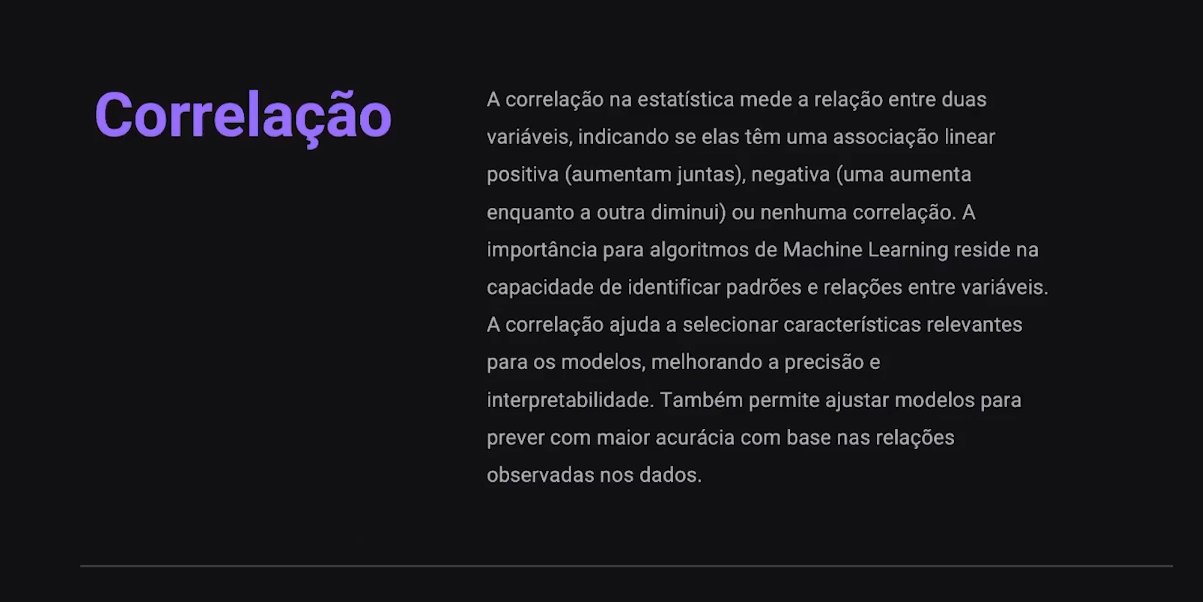 Correlação
A correlação na estatística mede a relação entre duas
variáveis, indicando se elas têm uma associação linear
positiva (aumentam juntas), negativa (uma aumenta
enquanto a outra diminui) ou nenhuma correlação. A
importância para algoritmos de Machine Learning reside na
capacidade de identificar padrões e relações entre variáveis.
A correlação ajuda a selecionar características relevantes
para os modelos, melhorando a precisão e
interpretabilidade. Também permite ajustar modelos para
prever com maior acurácia com base nas relações
observadas nos dados.